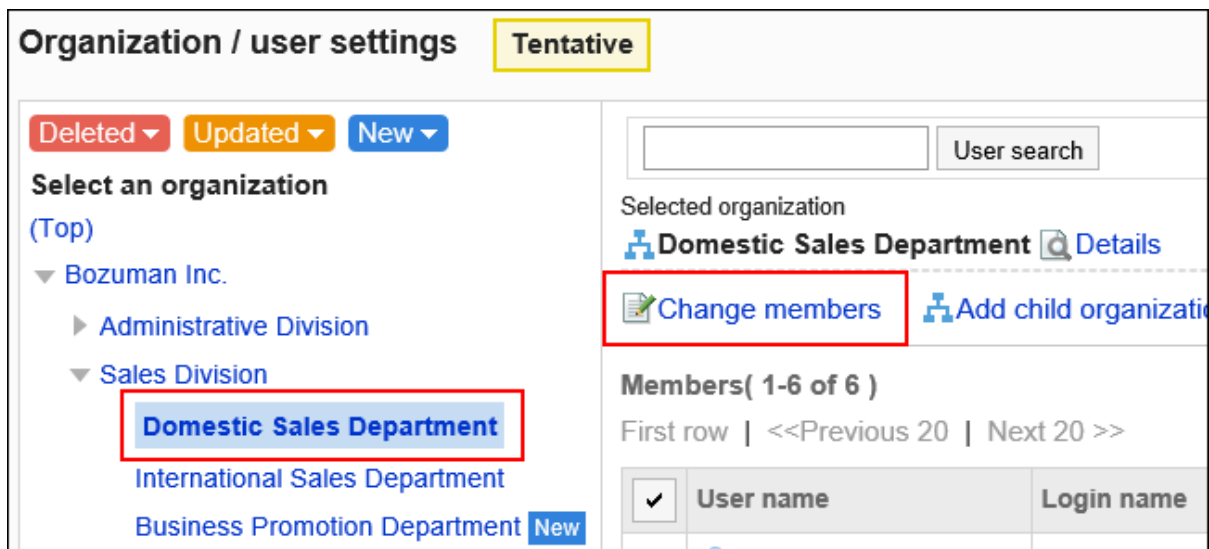 Organization / user settings Tentative
Deleted Updated New
Select an organization
(Top)
Bozuman Inc.
Administrative Division
Sales Division
Domestic Sales Department
International Sales Department
Business Promotion Department New
User search
Selected organization
Domestic Sales Department Details
Change members Add child organizati
Members( 1-6 of 6 )
First row | <<Previous 20 | Next 20 >>
User name Login name